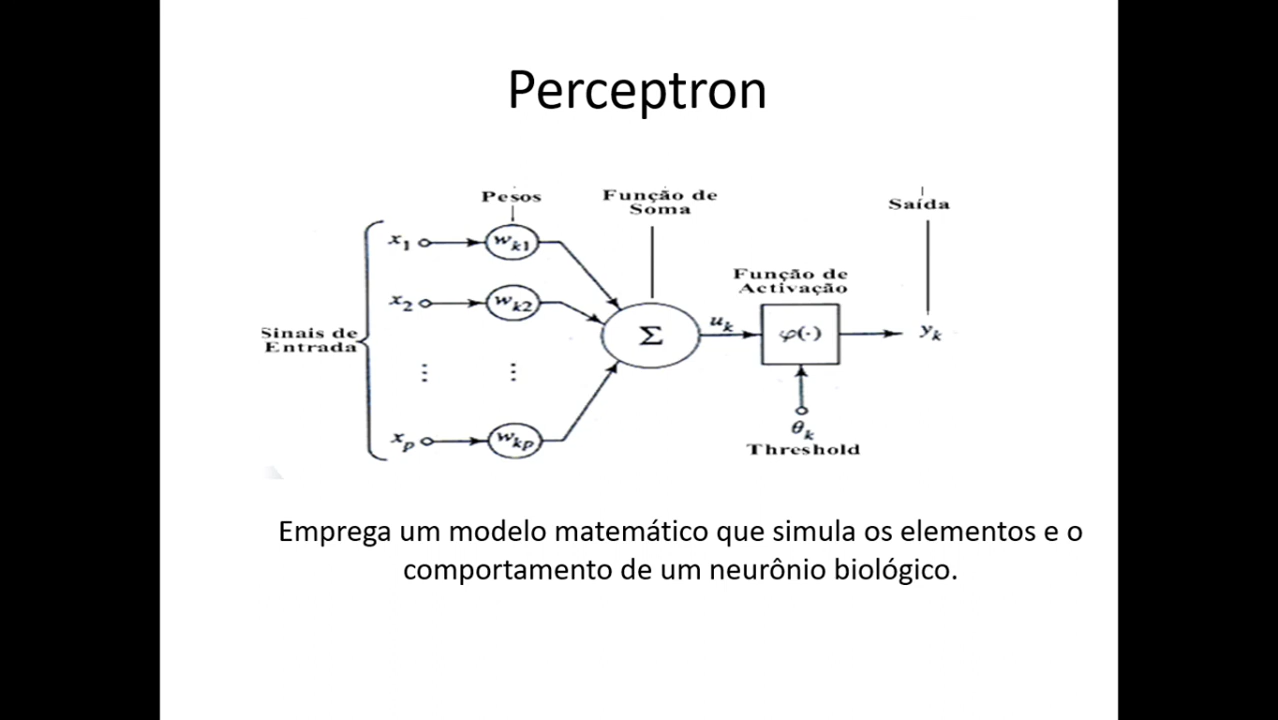 Perceptron
Pesos
Função de
Soma
Saída
x1
wk1
Função de
Activação
x2
wk2
Sinais de
Entrada
Σ
uk
φ(·)
yk
⋮ ⋮
xp
wkp
θk
Threshold
Emprega um modelo matemático que simula os elementos e o
comportamento de um neurônio biológico.